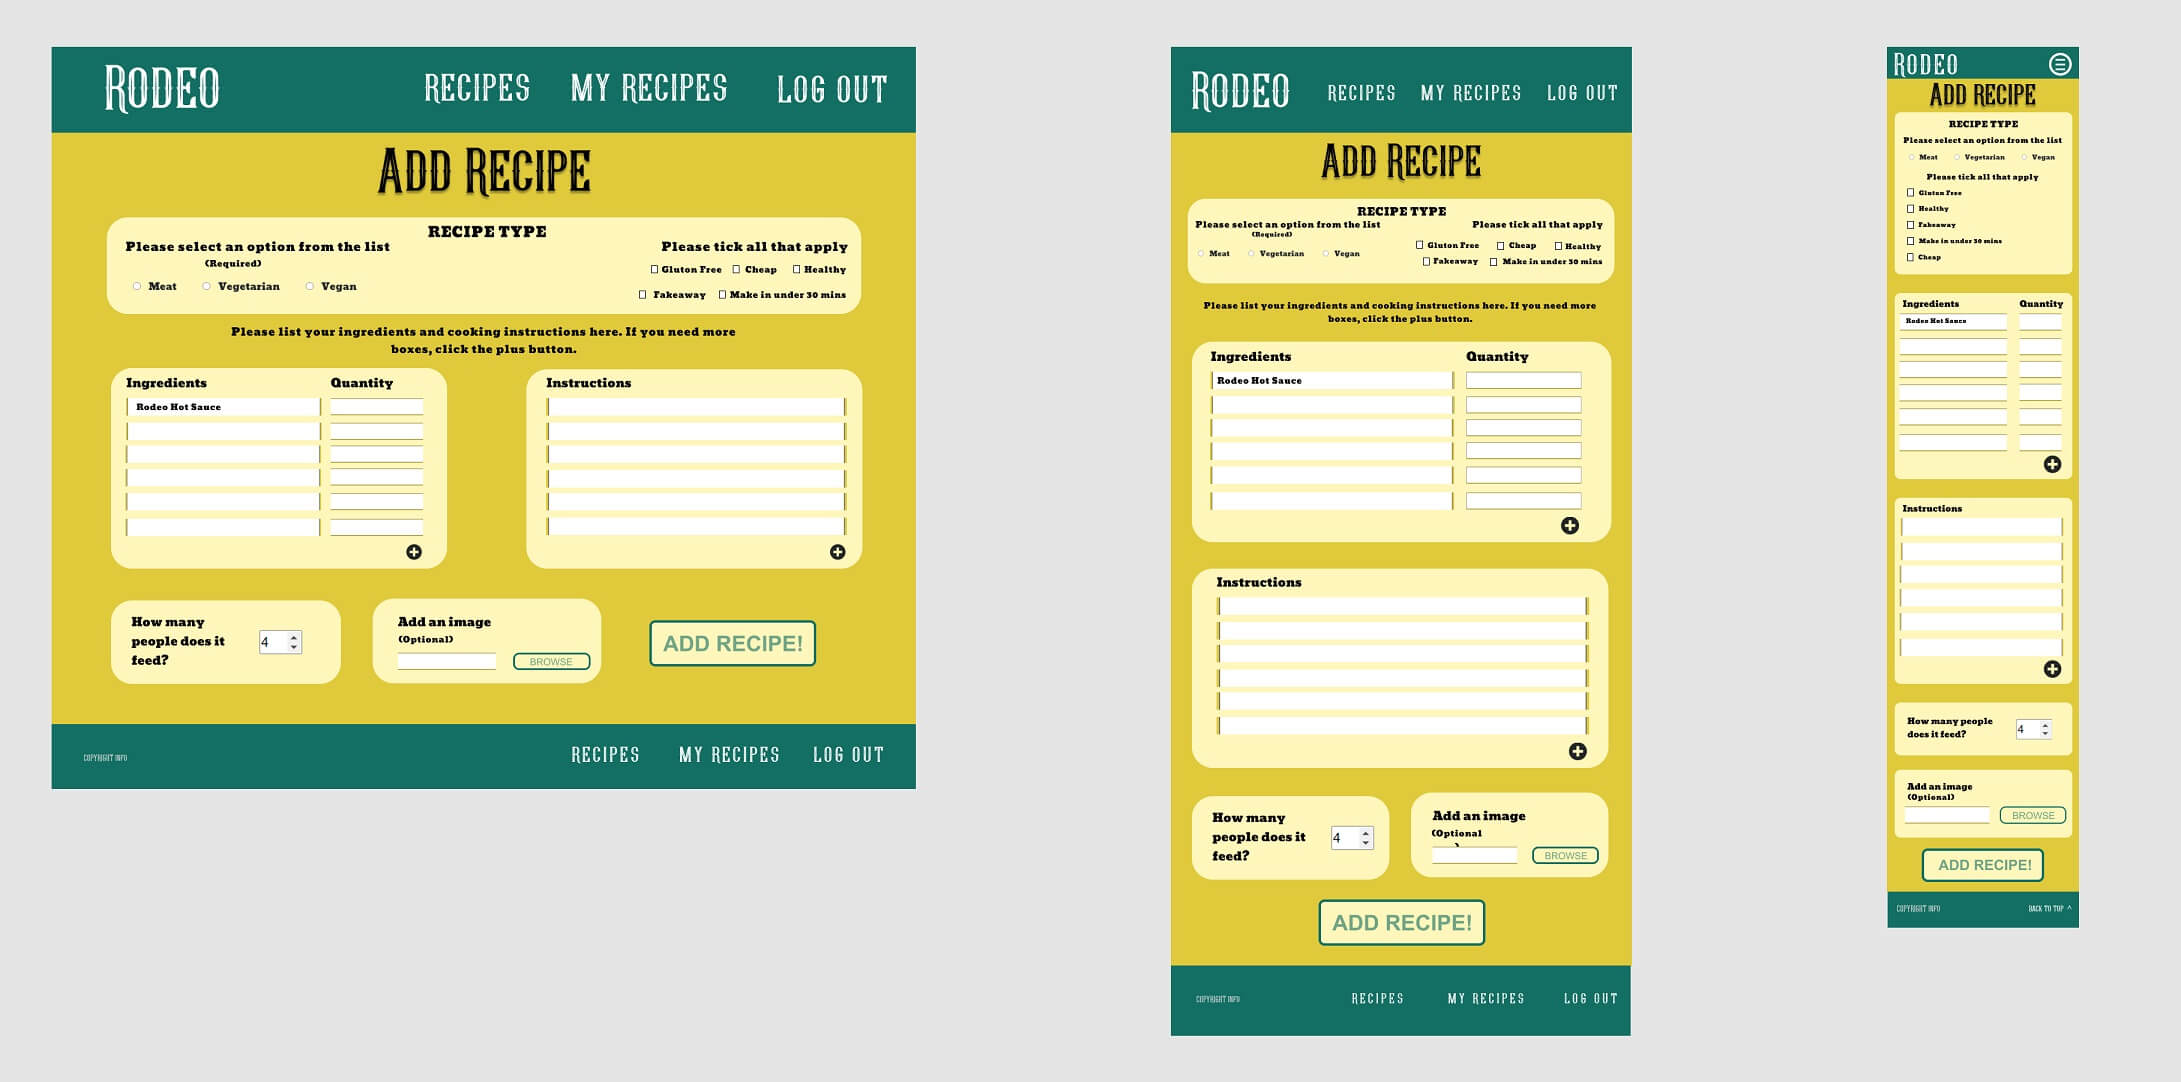 RODEO
RECIPES MY RECIPES LOG OUT
ADD RECIPE
RECIPE TYPE
Please select an option from the list
(Required)
Meat Vegetarian Vegan
Please tick all that apply
Gluton Free Cheap Healthy
Fakeaway Make in under 30 mins
Please list your ingredients and cooking instructions here. If you need more
boxes, click the plus button.
Ingredients Quantity
Rodeo Hot Sauce
Instructions
How many
people does it
feed?
4
Add an image
(Optional)
BROWSE
ADD RECIPE!
COPYRIGHT INFO
RECIPES MY RECIPES LOG OUT
RODEO
RECIPES MY RECIPES LOG OUT
ADD RECIPE
RECIPE TYPE
Please select an option from the list
(Required)
Meat Vegetarian Vegan
Please tick all that apply
Gluton Free Cheap Healthy
Fakeaway Make in under 30 mins
Please list your ingredients and cooking instructions here. If you need more
boxes, click the plus button.
Ingredients Quantity
Rodeo Hot Sauce
Instructions
How many
people does it
feed?
4
Add an image
(Optional
)
BROWSE
ADD RECIPE!
COPYRIGHT INFO
RECIPES MY RECIPES LOG OUT
RODEO
ADD RECIPE
RECIPE TYPE
Please select an option from the list
Meat Vegetarian Vegan
Please tick all that apply
Gluton Free
Healthy
Fakeaway
Make in under 30 mins
Cheap
Ingredients Quantity
Rodeo Hot Sauce
Instructions
How many people
does it feed?
4
Add an image
(Optional)
BROWSE
ADD RECIPE!
COPYRIGHT INFO
BACK TO TOP ^